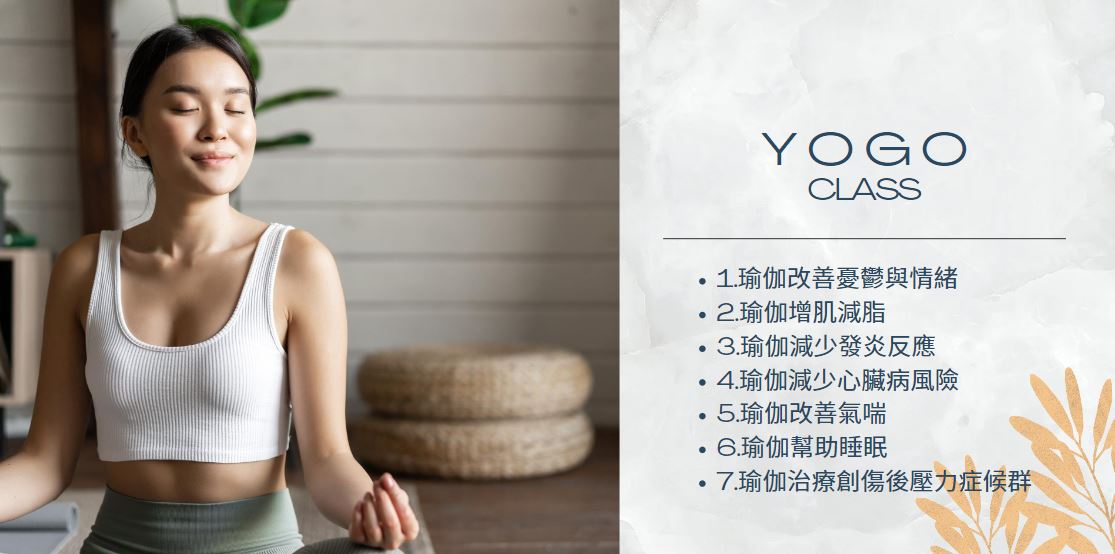 YOGO
CLASS
• 1.瑜伽改善憂鬱與情緒
• 2.瑜伽增肌減脂
• 3.瑜伽減少發炎反應
• 4.瑜伽減少心臟病風險
• 5.瑜伽改善氣喘
• 6.瑜伽幫助睡眠
• 7.瑜伽治療創傷後壓力症候群